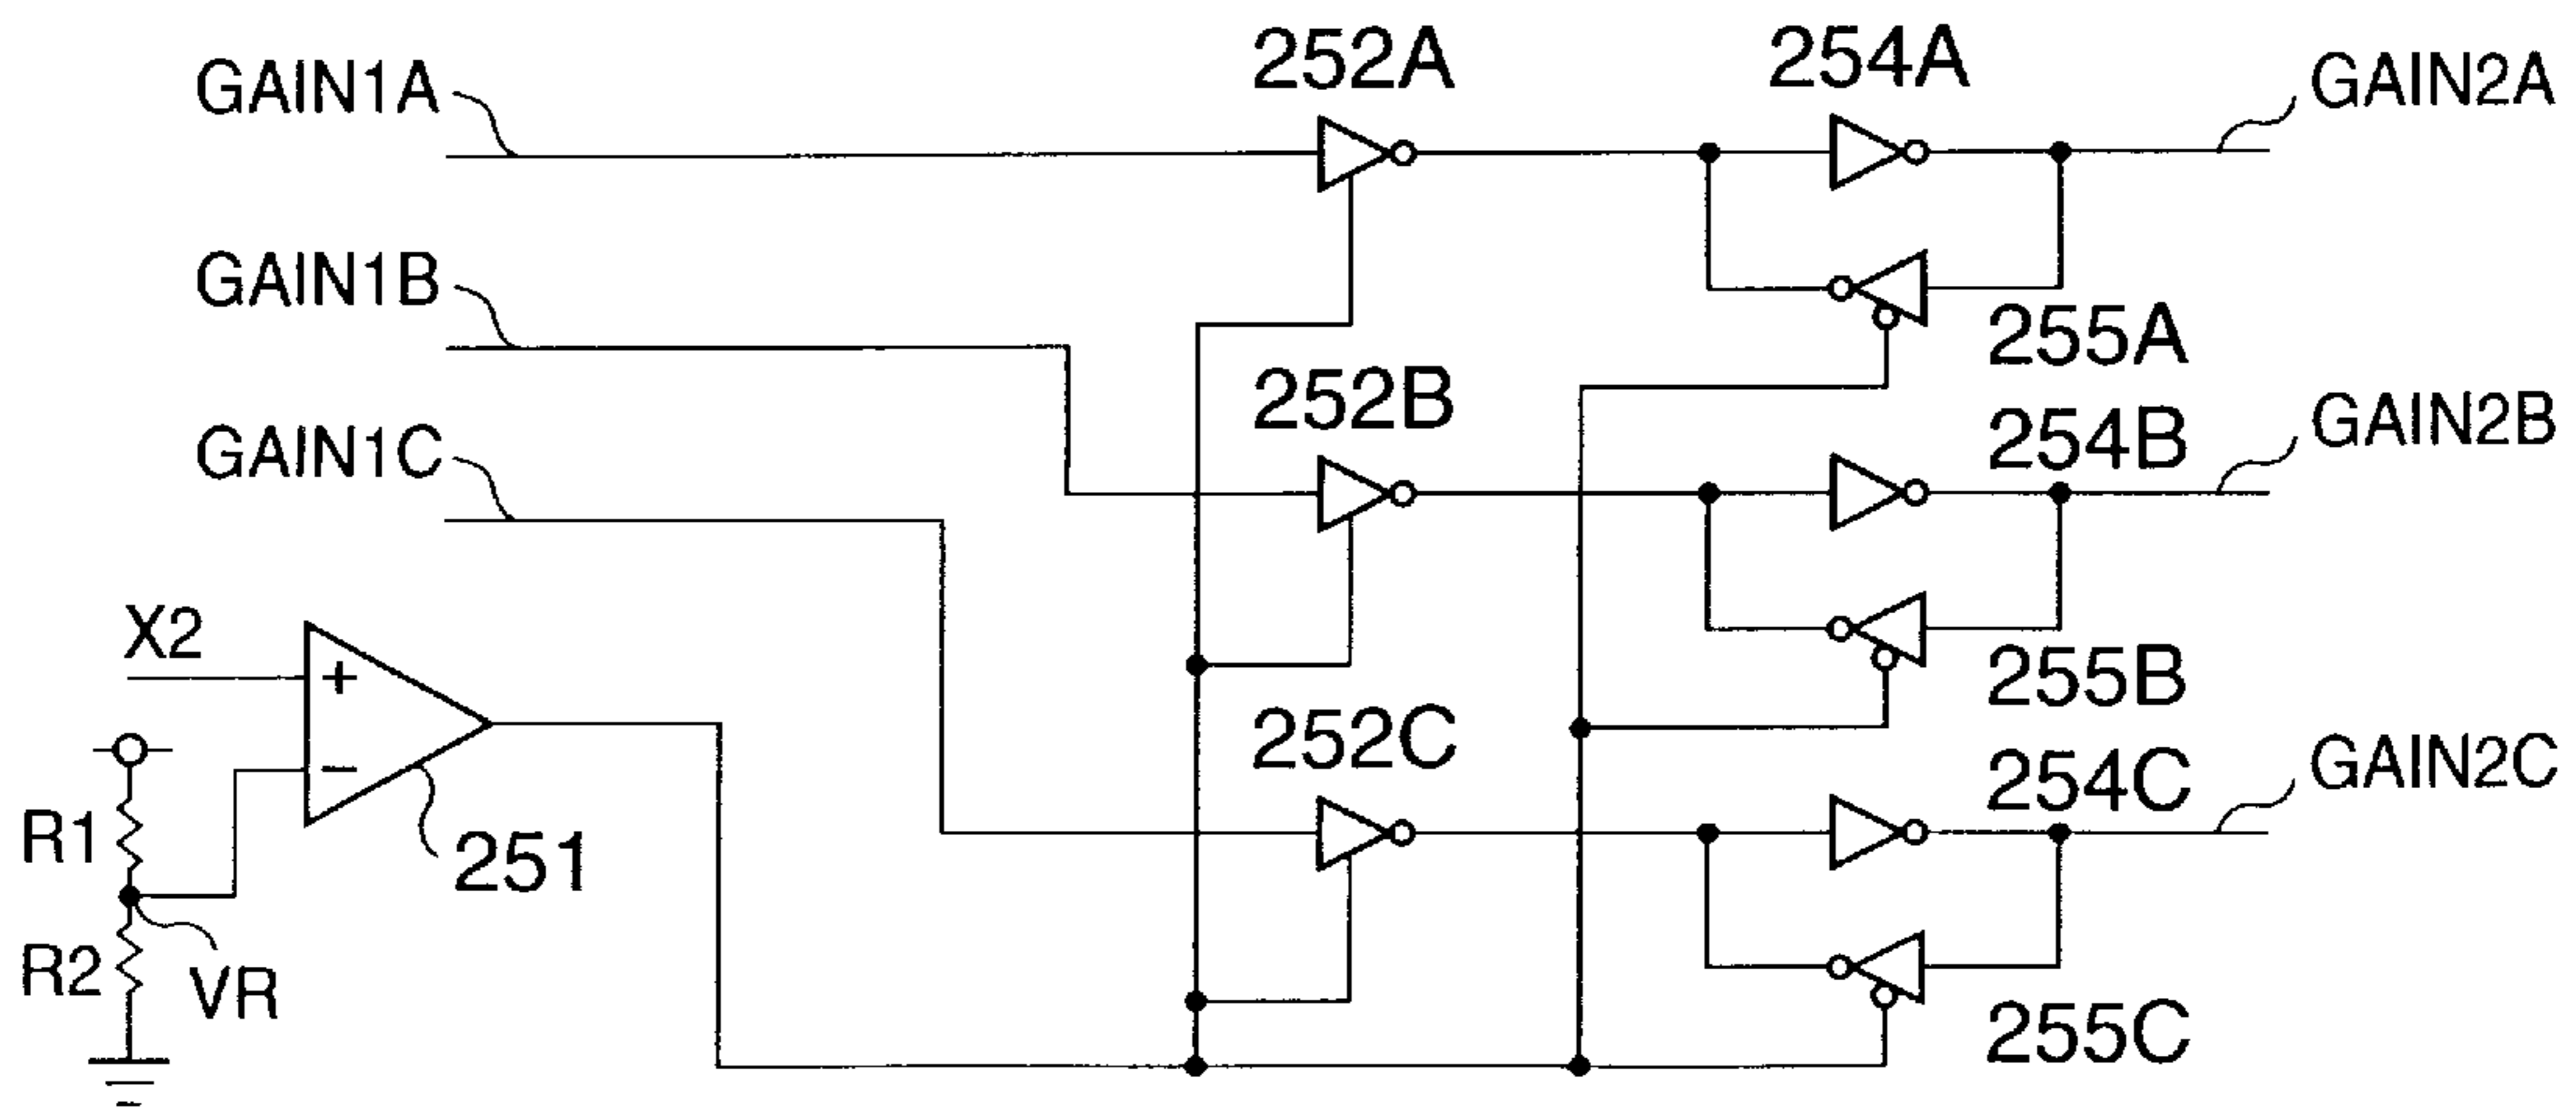 252A
254A
GAIN2A
GAIN1A
GAIN1B
255A
252B
254B
GAIN2B
GAIN1C
X2
+
−
255B
252C
254C
GAIN2C
R1
251
R2
VR
255C